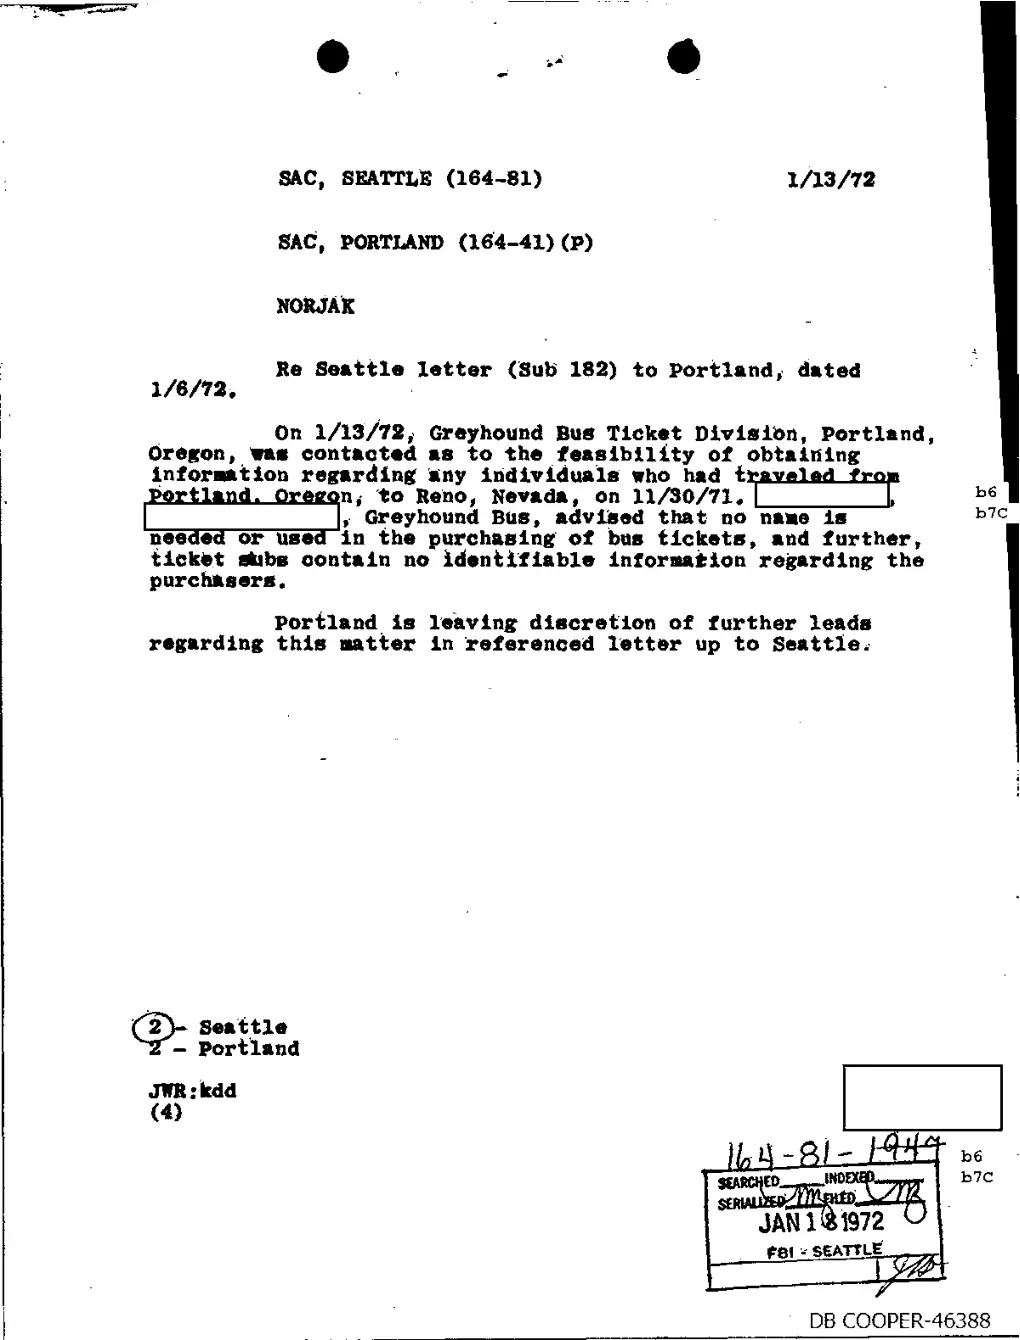 SAC, SEATTLE (164-81) 1/13/72
SAC, PORTLAND (164-41)(P)
NORJAK
Re Seattle letter (Sub 182) to Portland, dated
1/6/72.
On 1/13/72, Greyhound Bus Ticket Division, Portland,
Oregon, was contacted as to the feasibility of obtaining
information regarding any individuals who had traveled from
Portland, Oregon, to Reno, Nevada, on 11/30/71. ,
b6
, Greyhound Bus, advised that no name is
b7C
needed or used in the purchasing of bus tickets, and further,
ticket stubs contain no identifiable information regarding the
purchasers.
Portland is leaving discretion of further leads
regarding this matter in referenced letter up to Seattle.
2 - Seattle
2 - Portland
JWR:kdd
(4)
164-81-1949
b6
b7C
SEARCHED INDEXED
SERIALIZED FILED
JAN 18 1972
FBI - SEATTLE
DB COOPER-46388